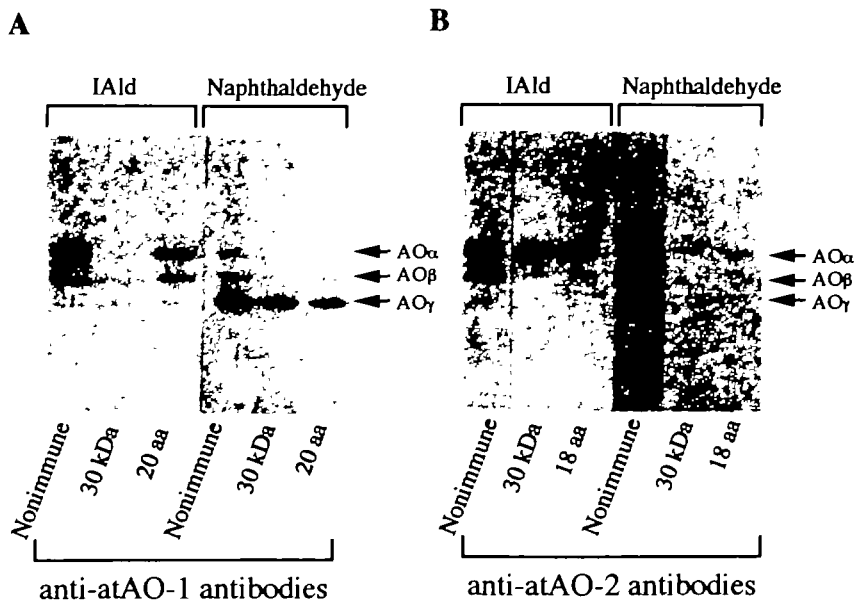 A
IAld
Naphthaldehyde
AOα
AOβ
AOγ
Nonimmune
30 kDa
20 aa
Nonimmune
30 kDa
20 aa
anti-atAO-1 antibodies
B
IAld
Naphthaldehyde
AOα
AOβ
AOγ
Nonimmune
30 kDa
18 aa
Nonimmune
30 kDa
18 aa
anti-atAO-2 antibodies